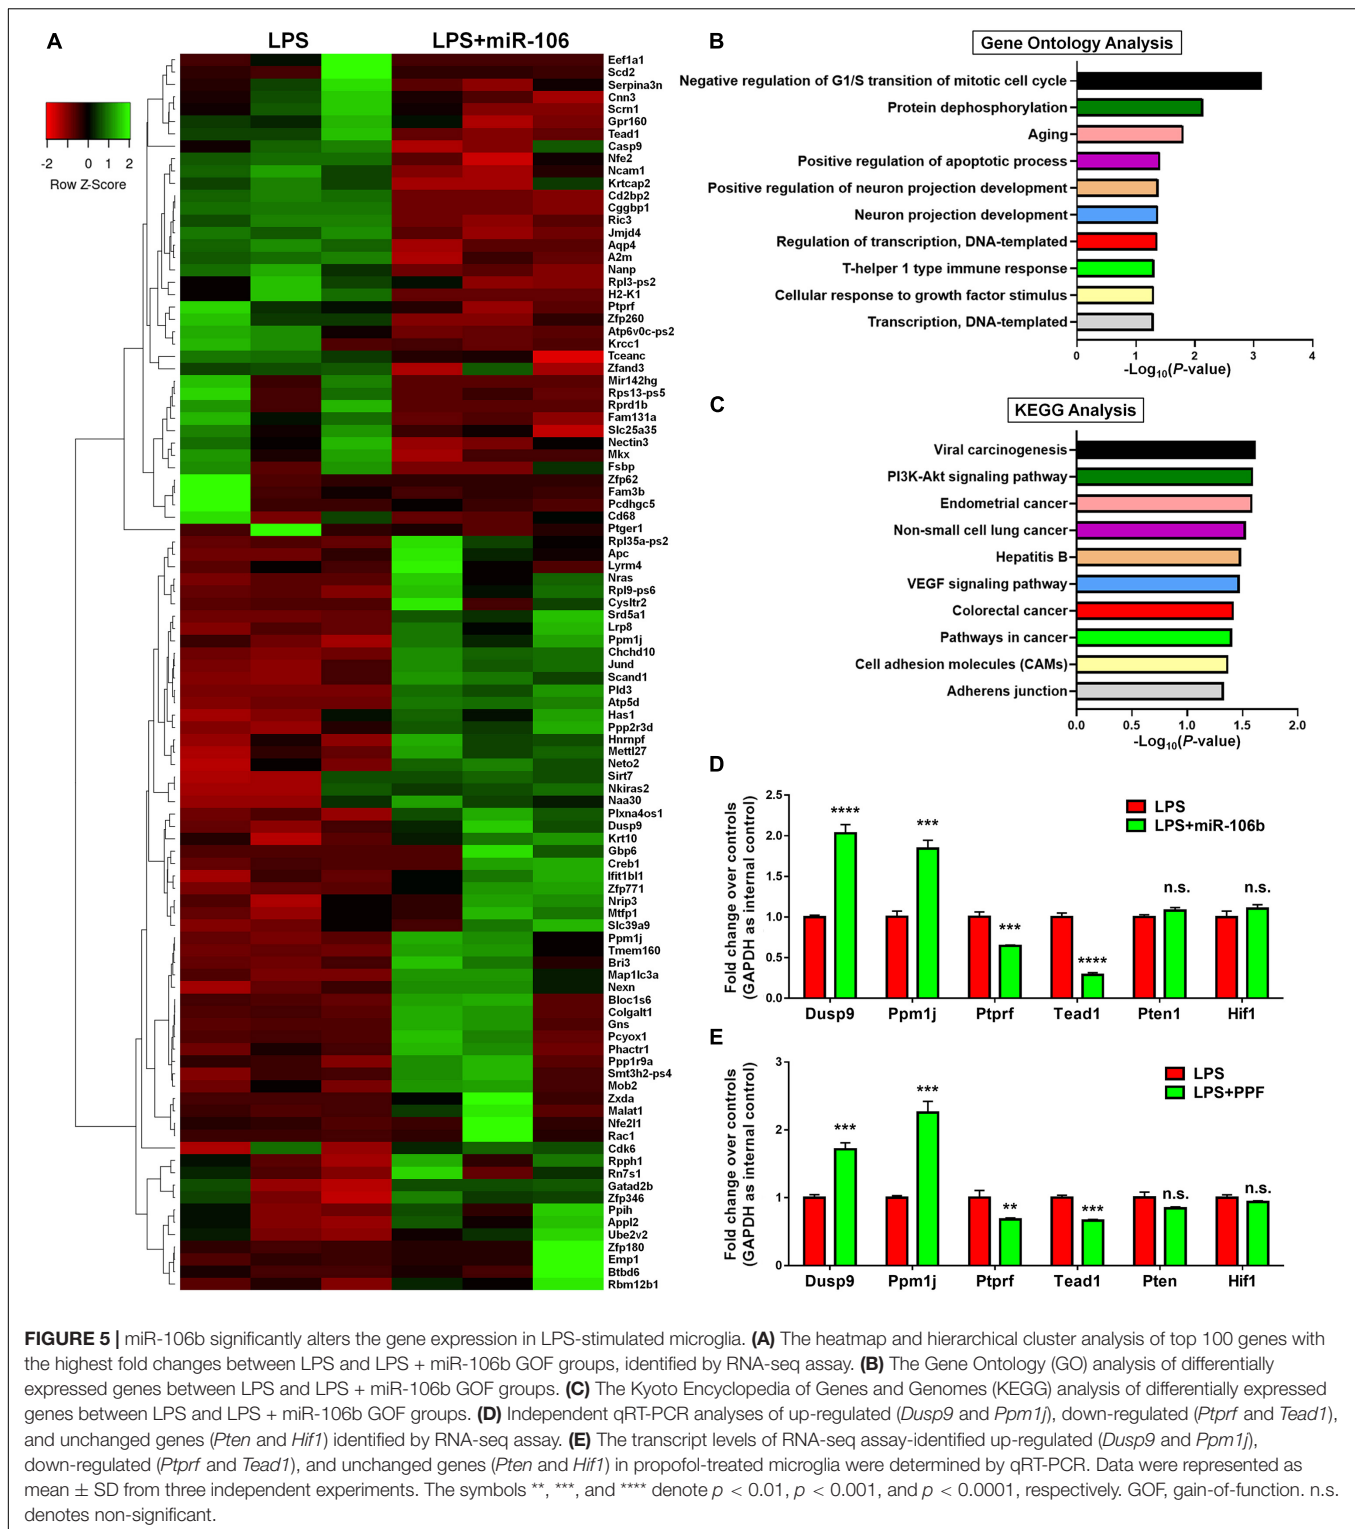 A
LPS
LPS+miR-106
-2
0
2
Row Z-Score
Eef1a1
Scd2
Serpina3n
Cnn3
Scrn1
Gpr160
Tead1
Casp9
Nfe2
Ncam1
Krtcap2
Cd2bp2
Cggbp1
Ric3
Jmjd4
Aqp4
A2m
Nanp
Rpl3-ps2
H2-K1
Ptprf
Zfp260
Atp6v0c-ps2
Krcc1
Tceanc
Zfand3
Mir142hg
Rps13-ps5
Rprd1b
Fam131a
Slc25a35
Nectin3
Mkx
Fsbp
Zfp62
Fam3b
Pcdhgc5
Cd68
Ptger1
Rpl35a-ps2
Apc
Lyrm4
Nras
Rpl9-ps6
Cysltr2
Srd5a1
Lrp8
Ppm1j
Chchd10
Jund
Scand1
Pld3
Atp5d
Has1
Ppp2r3d
Hnrnpf
Mettl27
Neto2
Sirt7
Nkiras2
Naa30
Plxna4os1
Dusp9
Krt10
Gbp6
Creb1
Ifit1bl1
Zfp771
Nrip3
Mtfp1
Slc39a9
Ppm1j
Tmem160
Bri3
Map1lc3a
Nexn
Bloc1s6
Colgalt1
Gns
Pcyox1
Phactr1
Ppp1r9a
Smt3h2-ps4
Mob2
Zxda
Malat1
Nfe2l1
Rac1
Cdk6
Rpph1
Rn7s1
Gatad2b
Zfp346
Ppih
Appl2
Ube2v2
Zfp180
Emp1
Btbd6
Rbm12b1
B
Gene Ontology Analysis
Negative regulation of G1/S transition of mitotic cell cycle
Protein dephosphorylation
Aging
Positive regulation of apoptotic process
Positive regulation of neuron projection development
Neuron projection development
Regulation of transcription, DNA-templated
T-helper 1 type immune response
Cellular response to growth factor stimulus
Transcription, DNA-templated
0 1 2 3 4
-Log10(P-value)
C
KEGG Analysis
Viral carcinogenesis
PI3K-Akt signaling pathway
Endometrial cancer
Non-small cell lung cancer
Hepatitis B
VEGF signaling pathway
Colorectal cancer
Pathways in cancer
Cell adhesion molecules (CAMs)
Adherens junction
0.0 0.5 1.0 1.5 2.0
-Log10(P-value)
D
Fold change over controls
(GAPDH as internal control)
2.5
2.0
1.5
1.0
0.5
0.0
LPS
LPS+miR-106b
**** *** *** **** n.s. n.s.
Dusp9 Ppm1j Ptprf Tead1 Pten1 Hif1
E
Fold change over controls
(GAPDH as internal control)
3
2
1
0
LPS
LPS+PPF
*** *** ** *** n.s. n.s.
Dusp9 Ppm1j Ptprf Tead1 Pten Hif1
FIGURE 5 | miR-106b significantly alters the gene expression in LPS-stimulated microglia. (A) The heatmap and hierarchical cluster analysis of top 100 genes with
the highest fold changes between LPS and LPS + miR-106b GOF groups, identified by RNA-seq assay. (B) The Gene Ontology (GO) analysis of differentially
expressed genes between LPS and LPS + miR-106b GOF groups. (C) The Kyoto Encyclopedia of Genes and Genomes (KEGG) analysis of differentially expressed
genes between LPS and LPS + miR-106b GOF groups. (D) Independent qRT-PCR analyses of up-regulated (Dusp9 and Ppm1j), down-regulated (Ptprf and Tead1),
and unchanged genes (Pten and Hif1) identified by RNA-seq assay. (E) The transcript levels of RNA-seq assay-identified up-regulated (Dusp9 and Ppm1j),
down-regulated (Ptprf and Tead1), and unchanged genes (Pten and Hif1) in propofol-treated microglia were determined by qRT-PCR. Data were represented as
mean ± SD from three independent experiments. The symbols **, ***, and **** denote p < 0.01, p < 0.001, and p < 0.0001, respectively. GOF, gain-of-function. n.s.
denotes non-significant.